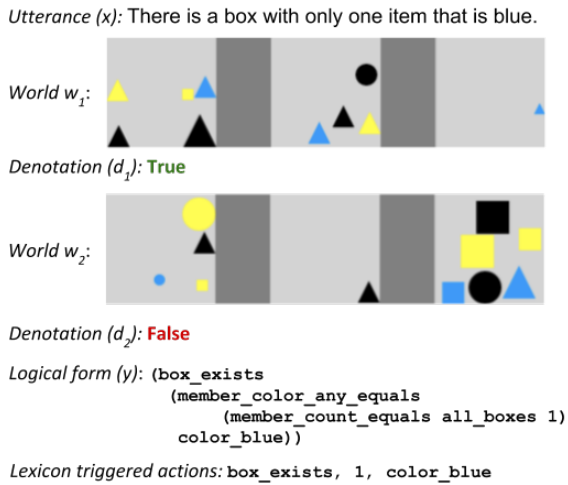 Utterance (x): There is a box with only one item that is blue.
World w1:
Denotation (d1): True
World w2:
Denotation (d2): False
Logical form (y): (box_exists
(member_color_any_equals
(member_count_equals all_boxes 1)
color_blue))
Lexicon triggered actions: box_exists, 1, color_blue